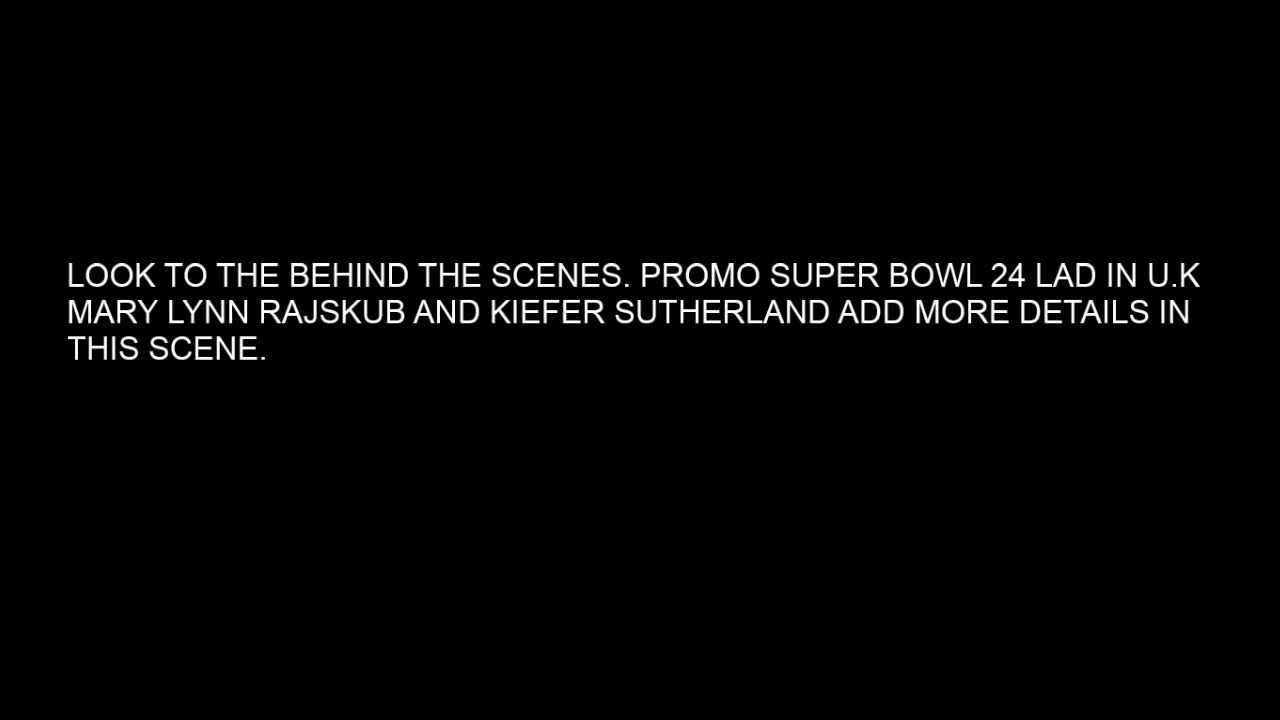 LOOK TO THE BEHIND THE SCENES. PROMO SUPER BOWL 24 LAD IN U.K
MARY LYNN RAJSKUB AND KIEFER SUTHERLAND ADD MORE DETAILS IN
THIS SCENE.